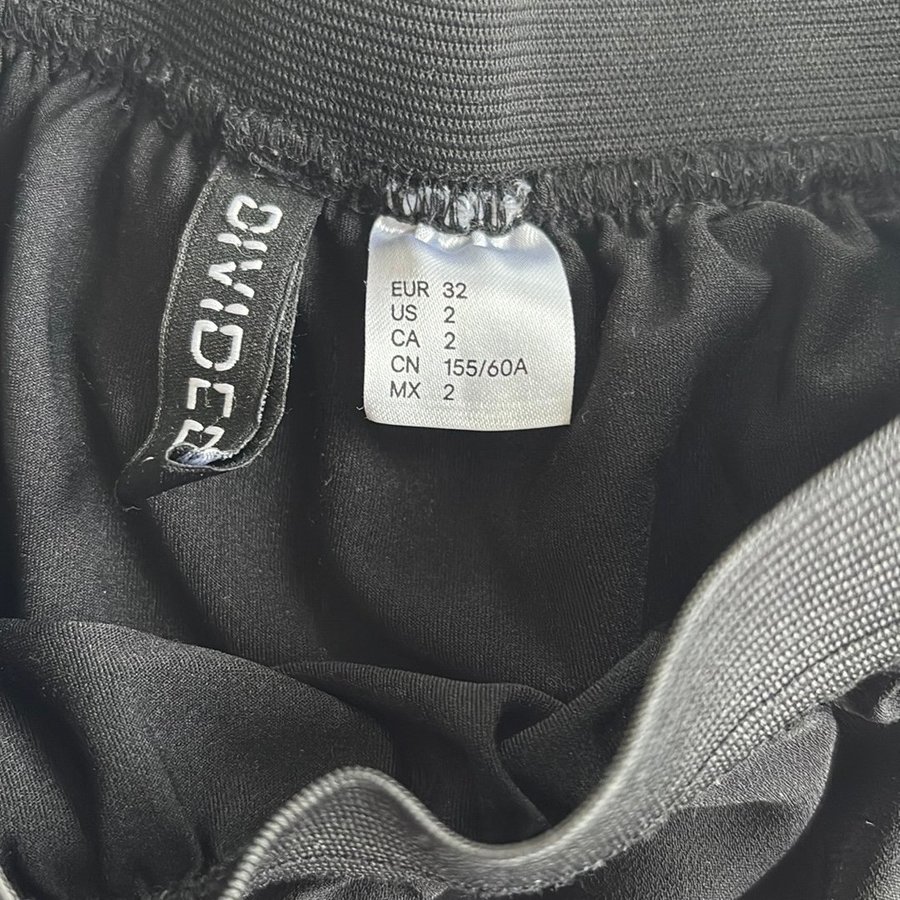 DIVIDED
EUR 32
US 2
CA 2
CN 155/60A
MX 2